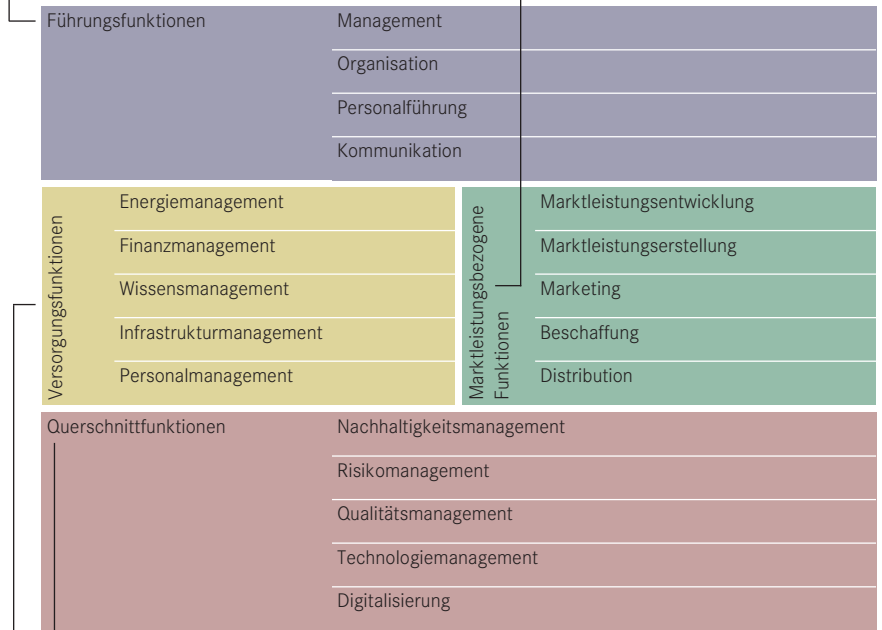 Führungsfunktionen
Management
Organisation
Personalführung
Kommunikation
Versorgungsfunktionen
Energiemanagement
Finanzmanagement
Wissensmanagement
Infrastrukturmanagement
Personalmanagement
Marktleistungsbezogene
Funktionen
Marktleistungsentwicklung
Marktleistungserstellung
Marketing
Beschaffung
Distribution
Querschnittfunktionen
Nachhaltigkeitsmanagement
Risikomanagement
Qualitätsmanagement
Technologiemanagement
Digitalisierung